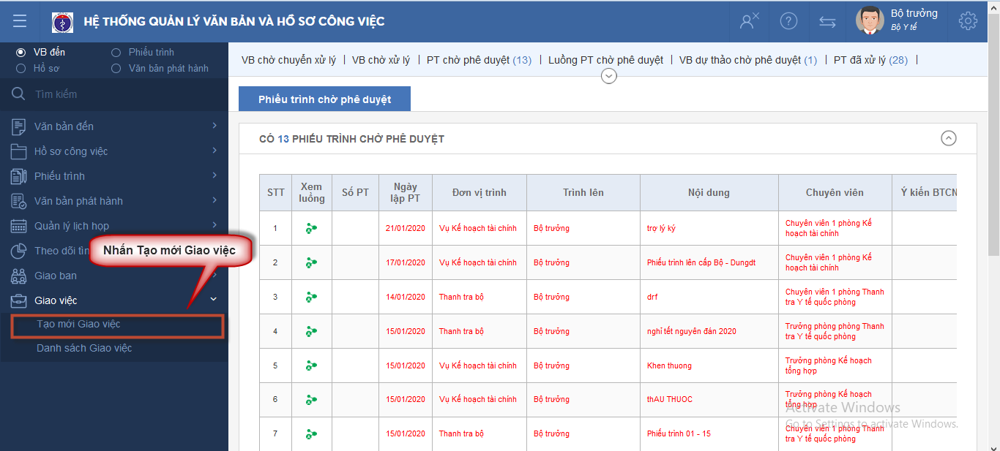 HỆ THỐNG QUẢN LÝ VĂN BẢN VÀ HỒ SƠ CÔNG VIỆC
Bộ trưởng
Bộ Y tế
VB đến
Phiếu trình
Hồ sơ
Văn bản phát hành
Tìm kiếm
Văn bản đến
Hồ sơ công việc
Phiếu trình
Văn bản phát hành
Quản lý lịch họp
Theo dõi
Giao ban
Giao việc
Tạo mới Giao việc
Danh sách Giao việc
Nhấn Tạo mới Giao việc
VB chờ chuyển xử lý | VB chờ xử lý | PT chờ phê duyệt (13) | Luồng PT chờ phê duyệt | VB dự thảo chờ phê duyệt (1) | PT đã xử lý (28) |
Phiếu trình chờ phê duyệt
CÓ 13 PHIẾU TRÌNH CHỜ PHÊ DUYỆT
STT Xem luồng Số PT Ngày lập PT Đơn vị trình Trình lên Nội dung Chuyên viên Ý kiến BTCN
1 21/01/2020 Vụ Kế hoạch tài chính Bộ trưởng trợ lý ký Chuyên viên 1 phòng Kế hoạch tài chính
2 17/01/2020 Vụ Kế hoạch tài chính Bộ trưởng Phiếu trình lên cấp Bộ - Dungdt Chuyên viên 1 phòng Kế hoạch tài chính
3 14/01/2020 Thanh tra bộ Bộ trưởng drf Chuyên viên 1 phòng Thanh tra Y tế quốc phòng
4 15/01/2020 Thanh tra bộ Bộ trưởng nghỉ tết nguyên đán 2020 Trưởng phòng phòng Thanh tra Y tế quốc phòng
5 15/01/2020 Vụ Kế hoạch tài chính Bộ trưởng Khen thuong Trưởng phòng Kế hoạch tổng hợp
6 15/01/2020 Vụ Kế hoạch tài chính Bộ trưởng thAU THUOC Trưởng phòng Kế hoạch tổng hợp
7 15/01/2020 Thanh tra bộ Bộ trưởng Phiếu trình 01 - 15 Chuyên viên 1 phòng Thanh tra Y tế quốc phòng
Activate Windows
Go to Settings to activate Windows.